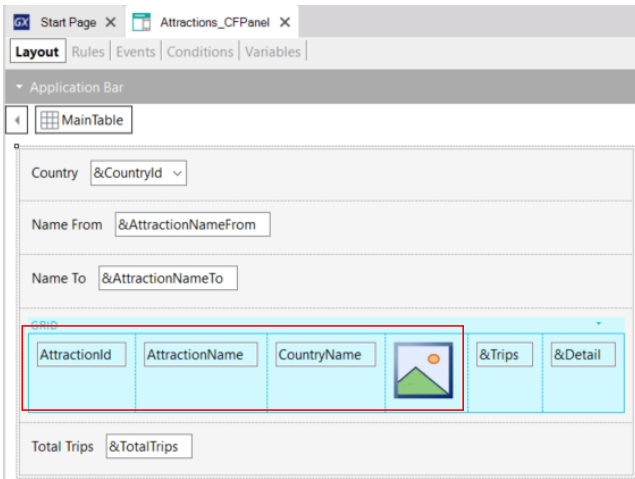 GX Start Page X Attractions_CFPanel X
Layout Rules Events Conditions Variables
Application Bar
MainTable
Country &CountryId
Name From &AttractionNameFrom
Name To &AttractionNameTo
GRID
AttractionId AttractionName CountryName &Trips &Detail
Total Trips &TotalTrips